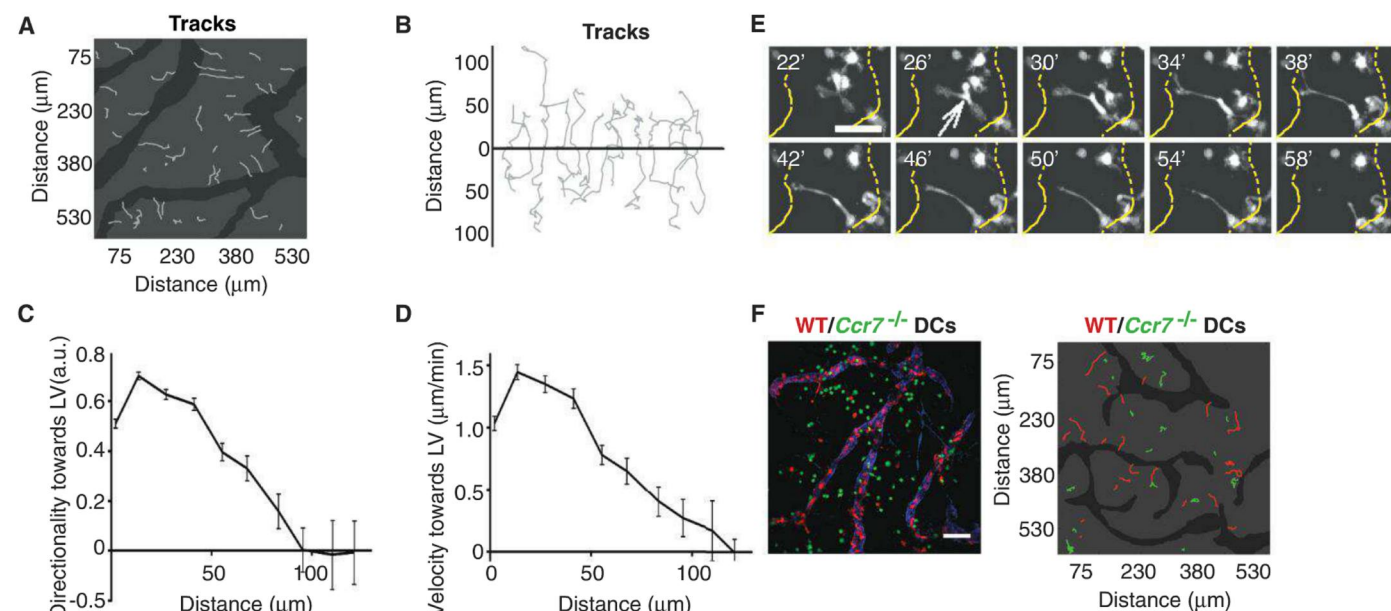 A
Tracks
75
230
380
530
Distance (μm)
75 230 380 530
Distance (μm)
B
Tracks
100
50
0
50
100
Distance (μm)
E
22’ 26’ 30’ 34’ 38’
42’ 46’ 50’ 54’ 58’
C
0.8
0.6
0.4
0.2
0
-0.5
Directionality towards LV(a.u.)
50 100
Distance (μm)
D
1.5
1.0
0.5
0
Velocity towards LV (μm/min)
0 50 100
Distance (μm)
F
WT/Ccr7 -/- DCs
WT/Ccr7 -/- DCs
75
230
380
530
Distance (μm)
75 230 380 530
Distance (μm)